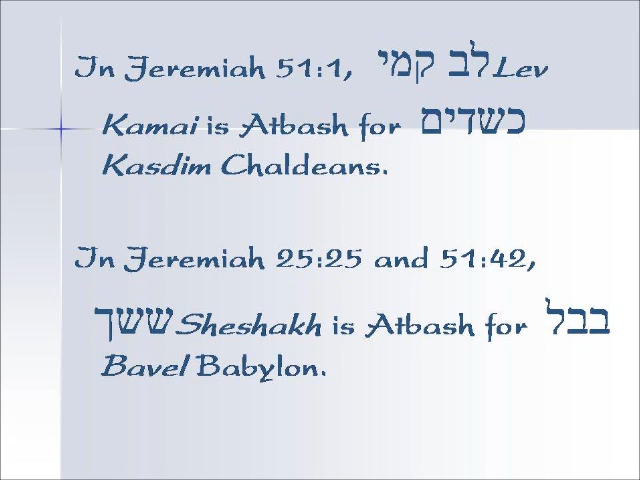 In Jeremiah 51:1, לב קמי Lev
Kamai is Atbash for כשדים
Kasdim Chaldeans.
In Jeremiah 25:25 and 51:42,
ששך Sheshakh is Atbash for בבל
Bavel Babylon.